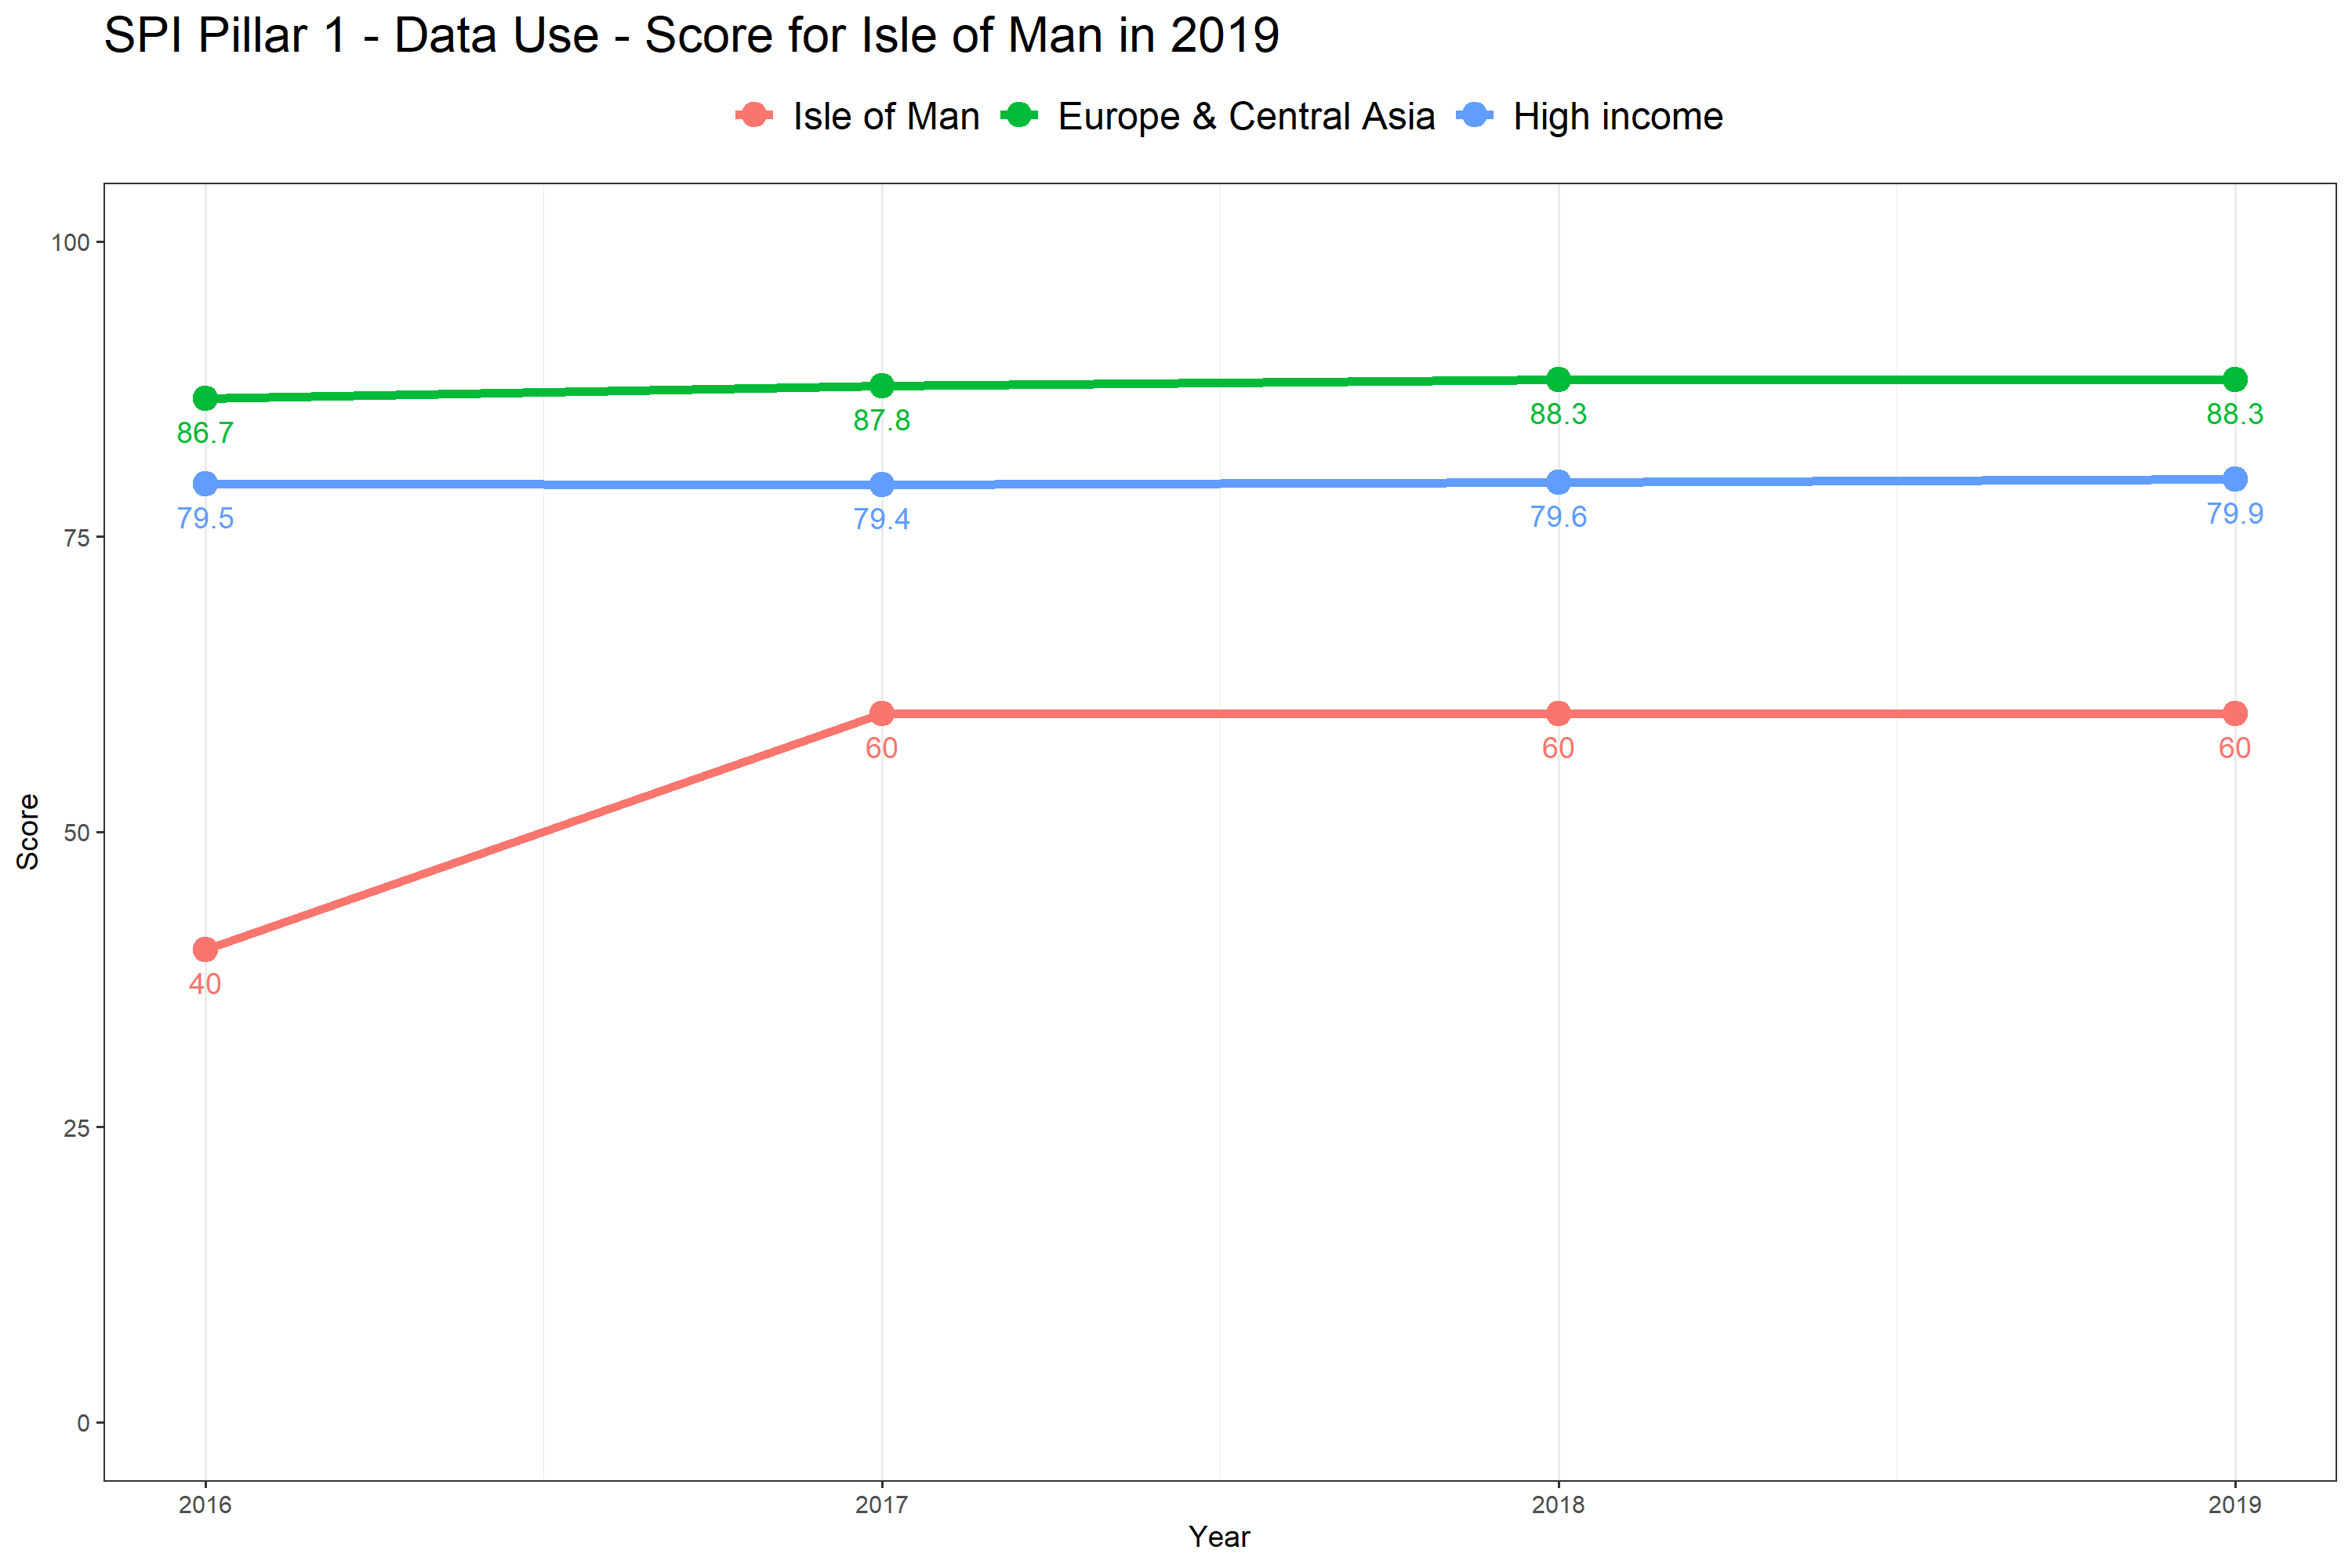 SPI Pillar 1 - Data Use - Score for Isle of Man in 2019
Isle of Man Europe & Central Asia High income
100
75
50
25
0
Score
86.7 87.8 88.3 88.3
79.5 79.4 79.6 79.9
60 60 60
40
2016 2017 2018 2019
Year